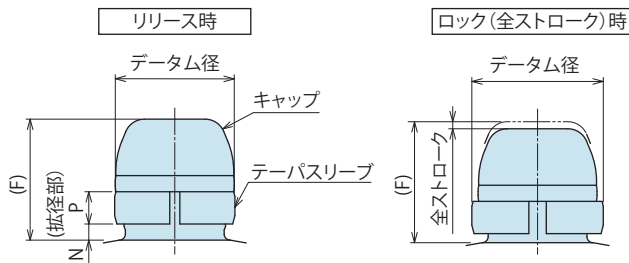 リリース時
データム径
キャップ
テーパスリーブ
(F)
(拡径部)
P
N
ロック(全ストローク)時
データム径
(F)
全ストローク